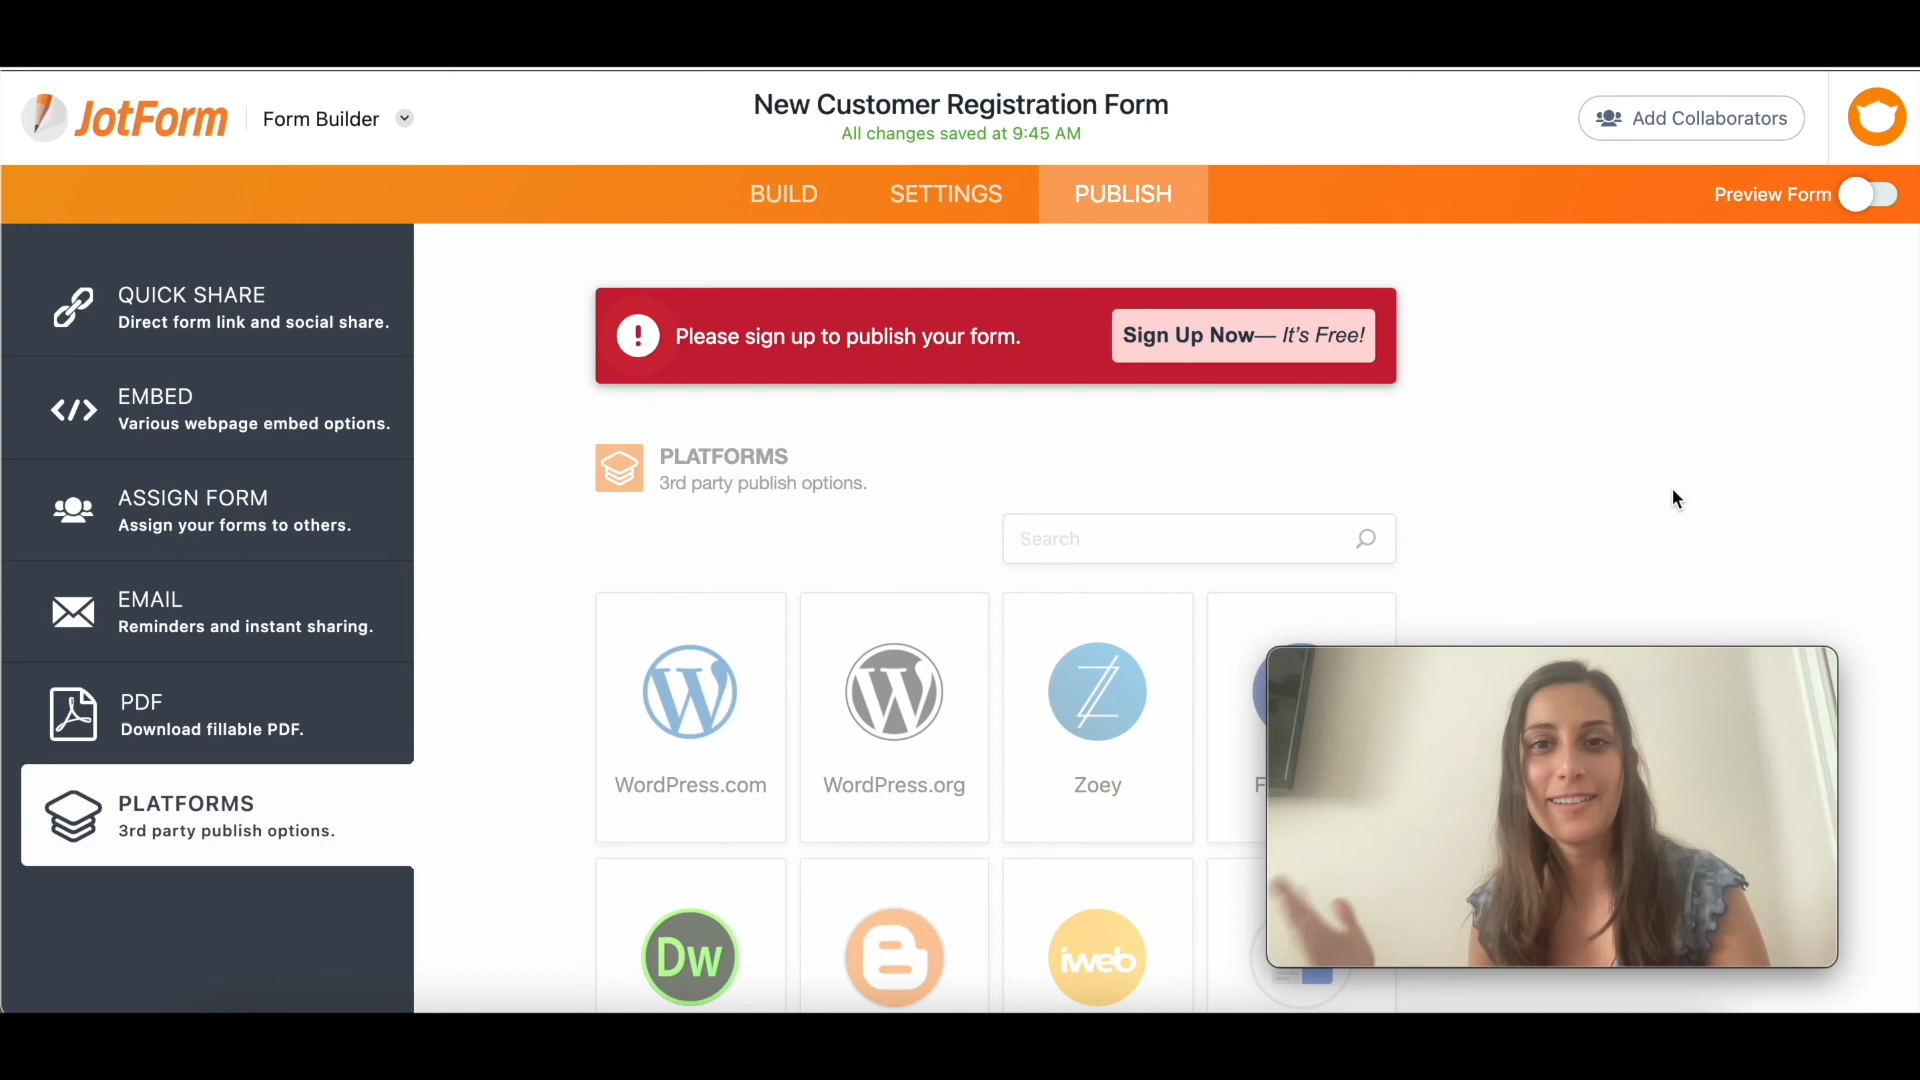 JotForm
Form Builder
New Customer Registration Form
All changes saved at 9:45 AM
Add Collaborators
BUILD
SETTINGS
PUBLISH
Preview Form
QUICK SHARE
Direct form link and social share.
EMBED
Various webpage embed options.
ASSIGN FORM
Assign your forms to others.
EMAIL
Reminders and instant sharing.
PDF
Download fillable PDF.
PLATFORMS
3rd party publish options.
! Please sign up to publish your form.
Sign Up Now— It's Free!
PLATFORMS
3rd party publish options.
Search
W
W
Z
WordPress.com
WordPress.org
Zoey
F
Dw
B
iweb